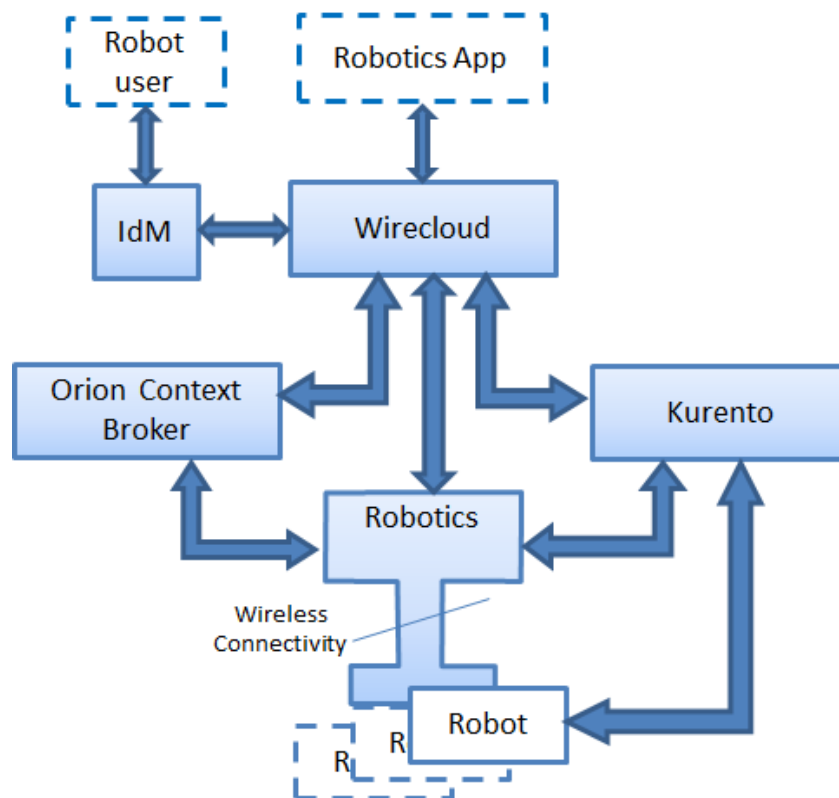 Robot
user
Robotics App
IdM
Wirecloud
Orion Context
Broker
Kurento
Robotics
Wireless
Connectivity
Robot
R
R